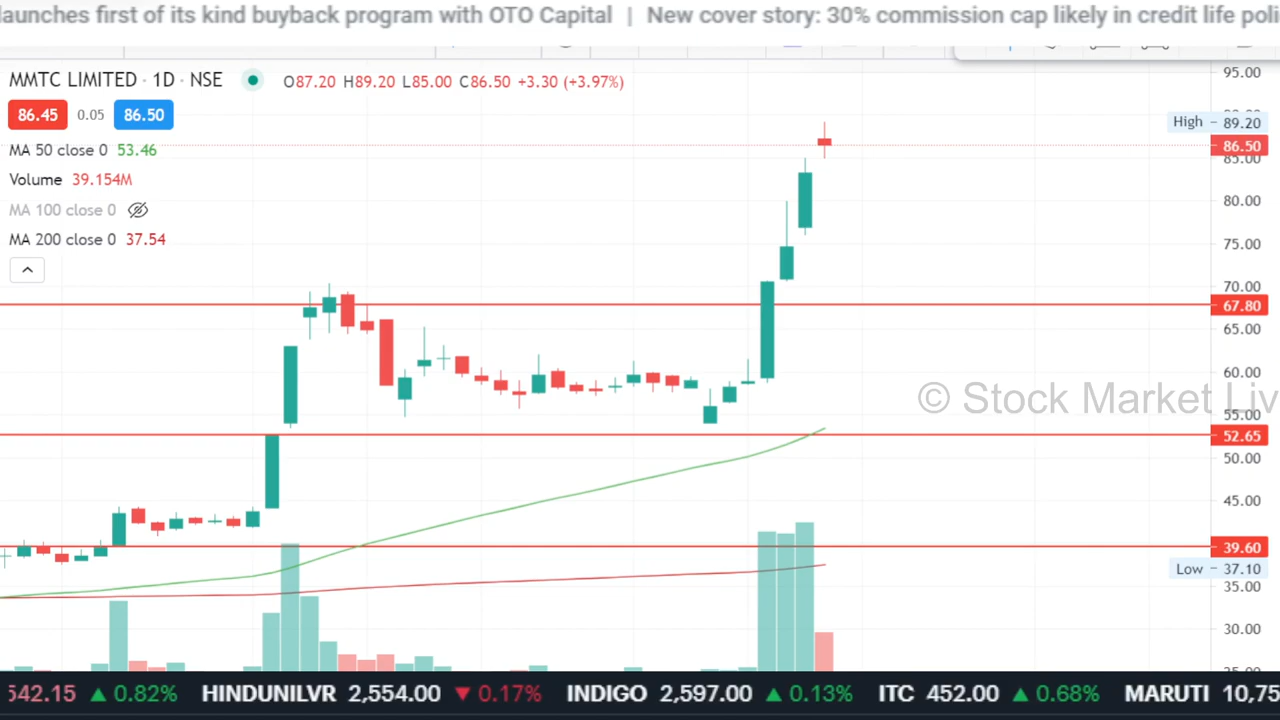 launches first of its kind buyback program with OTO Capital | New cover story: 30% commission cap likely in credit life poli
MMTC LIMITED · 1D · NSE O87.20 H89.20 L85.00 C86.50 +3.30 (+3.97%)
86.45 0.05 86.50
MA 50 close 0 53.46
Volume 39.154M
MA 100 close 0
MA 200 close 0 37.54
95.00
High 89.20
86.50
85.00
80.00
75.00
70.00
67.80
65.00
60.00
© Stock Market Liv
55.00
52.65
50.00
45.00
39.60
Low 37.10
35.00
30.00
542.15 ▲ 0.82% HINDUNILVR 2,554.00 ▼ 0.17% INDIGO 2,597.00 ▲ 0.13% ITC 452.00 ▲ 0.68% MARUTI 10,75